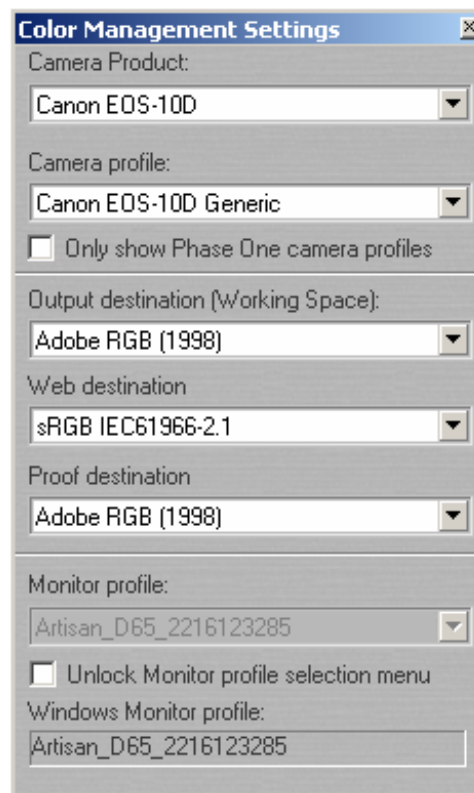 Color Management Settings
Camera Product:
Canon EOS-10D
Camera profile:
Canon EOS-10D Generic
Only show Phase One camera profiles
Output destination (Working Space):
Adobe RGB (1998)
Web destination
sRGB IEC61966-2.1
Proof destination
Adobe RGB (1998)
Monitor profile:
Artisan_D65_2216123285
Unlock Monitor profile selection menu
Windows Monitor profile:
Artisan_D65_2216123285